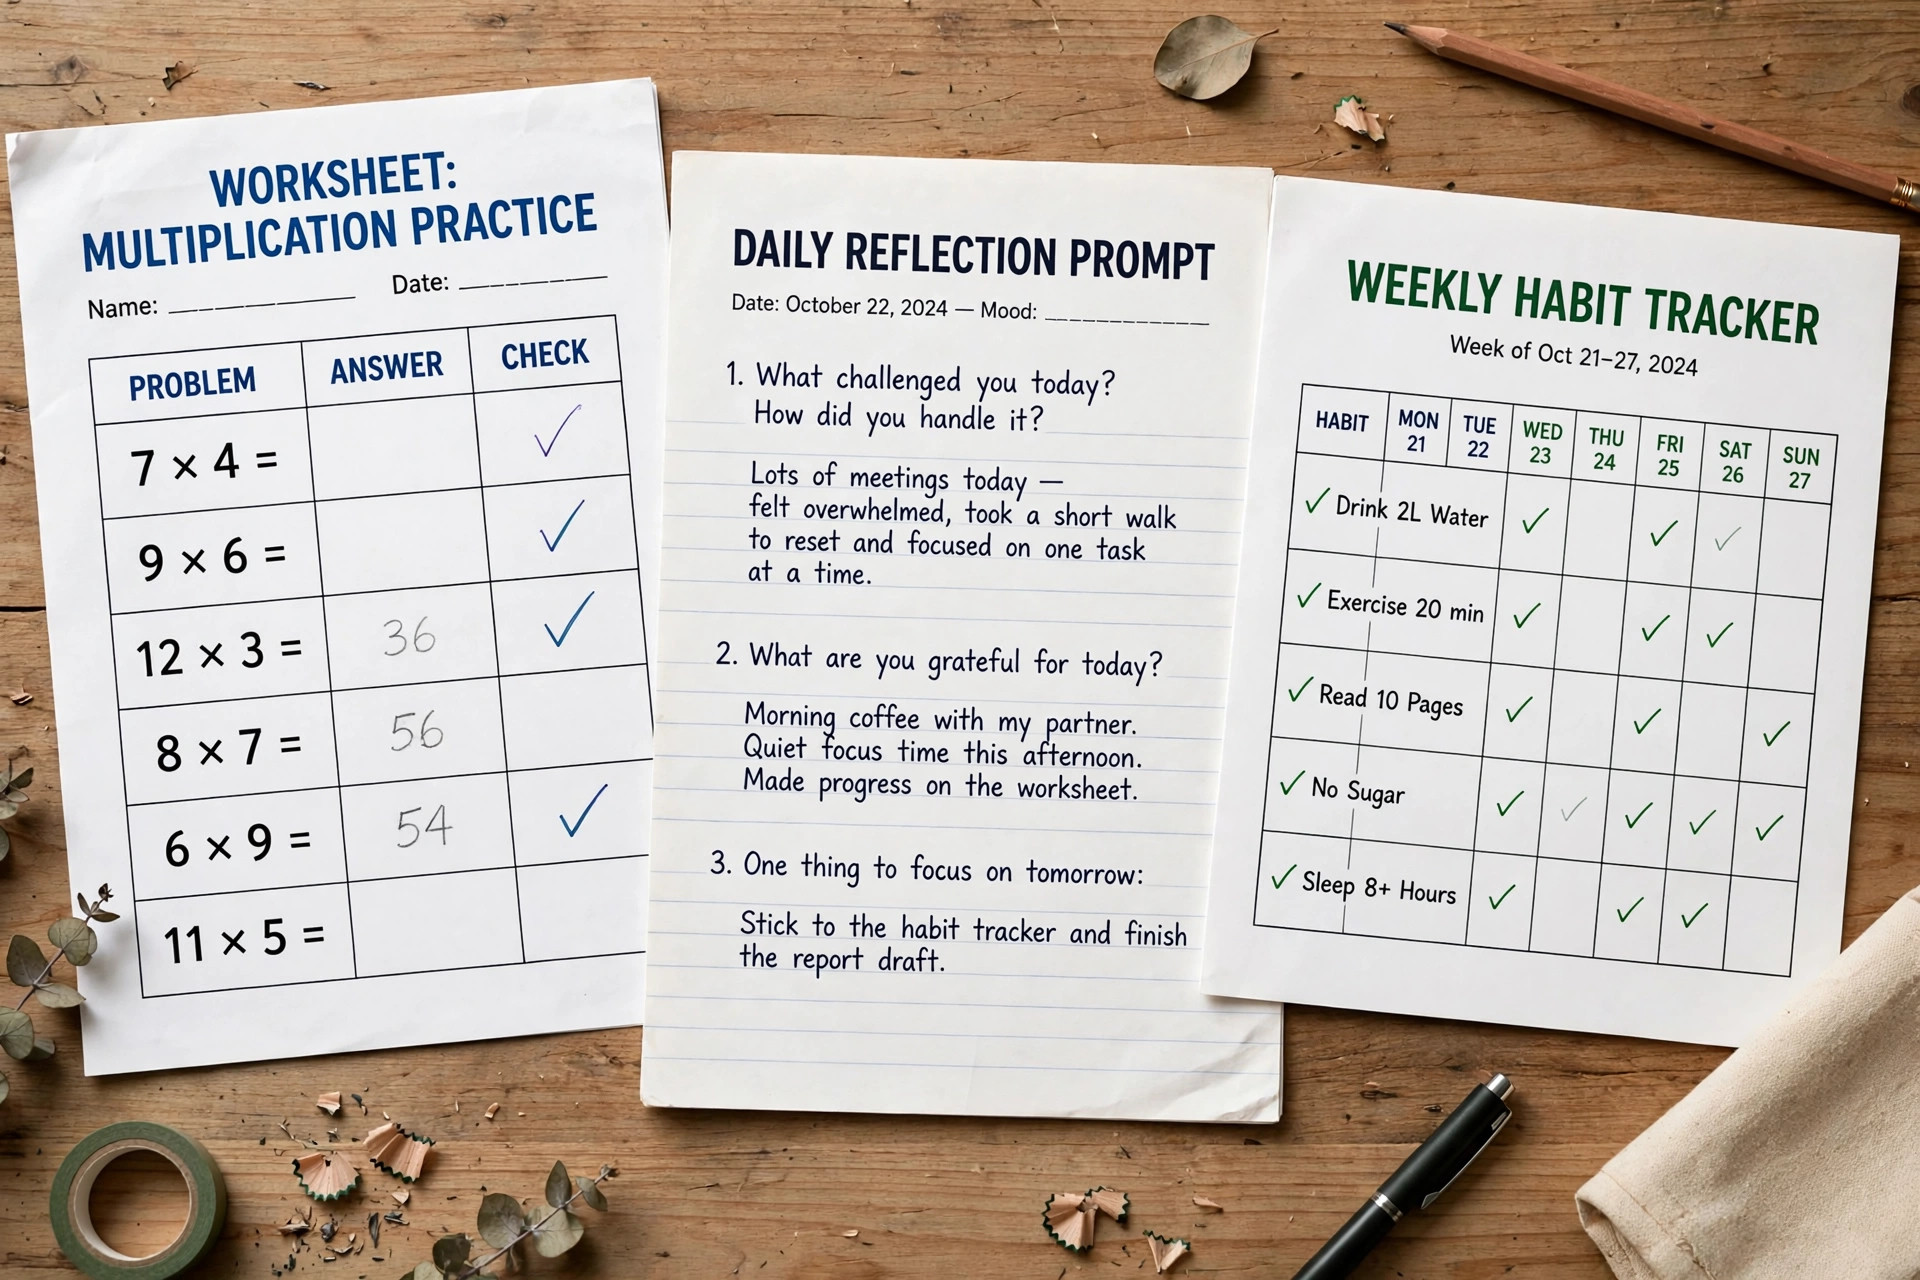 WORKSHEET:
MULTIPLICATION PRACTICE
Name: ____________ Date: __________
PROBLEM ANSWER CHECK
7 × 4 = ✓
9 × 6 = ✓
12 × 3 = 36 ✓
8 × 7 = 56
6 × 9 = 54 ✓
11 × 5 =
DAILY REFLECTION PROMPT
Date: October 22, 2024 — Mood: _____________
1. What challenged you today?
How did you handle it?
Lots of meetings today —
felt overwhelmed, took a short walk
to reset and focused on one task
at a time.
2. What are you grateful for today?
Morning coffee with my partner.
Quiet focus time this afternoon.
Made progress on the worksheet.
3. One thing to focus on tomorrow:
Stick to the habit tracker and finish
the report draft.
WEEKLY HABIT TRACKER
Week of Oct 21–27, 2024
HABIT MON TUE WED THU FRI SAT SUN
21 22 23 24 25 26 27
✓ Drink 2L Water ✓ ✓ ✓
✓ Exercise 20 min ✓ ✓ ✓
✓ Read 10 Pages ✓ ✓ ✓
✓ No Sugar ✓ ✓ ✓ ✓ ✓
✓ Sleep 8+ Hours ✓ ✓ ✓